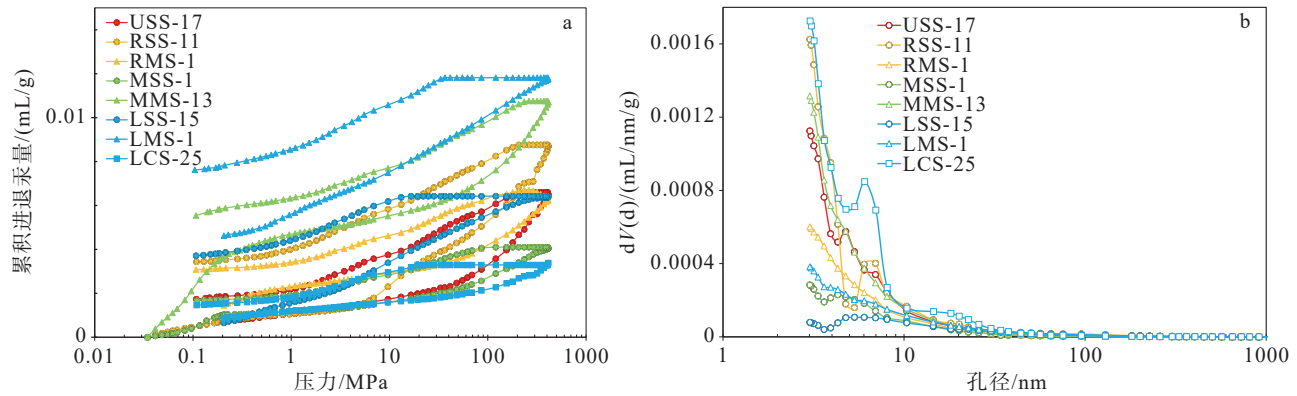 a
USS-17
RSS-11
RMS-1
MSS-1
MMS-13
LSS-15
LMS-1
LCS-25
累积进退汞量/(mL/g)
0.01
0
0.01
0.1
1
10
100
1000
压力/MPa
b
USS-17
RSS-11
RMS-1
MSS-1
MMS-13
LSS-15
LMS-1
LCS-25
dV(d)/(mL/nm/g)
0.0016
0.0012
0.0008
0.0004
0
1
10
100
1000
孔径/nm